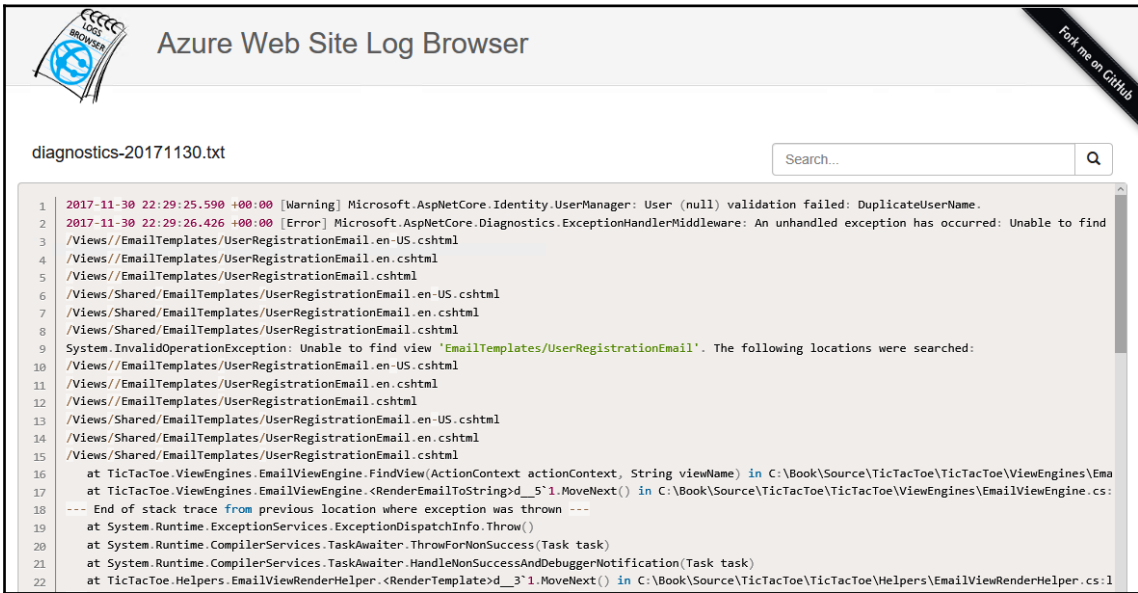 LOGS
BROWSER
Azure Web Site Log Browser
Fork me on GitHub
diagnostics-20171130.txt
Search...
1 2017-11-30 22:29:25.590 +00:00 [Warning] Microsoft.AspNetCore.Identity.UserManager: User (null) validation failed: DuplicateUserName.
2 2017-11-30 22:29:26.426 +00:00 [Error] Microsoft.AspNetCore.Diagnostics.ExceptionHandlerMiddleware: An unhandled exception has occurred: Unable to find
3 /Views//EmailTemplates/UserRegistrationEmail.en-US.cshtml
4 /Views//EmailTemplates/UserRegistrationEmail.en.cshtml
5 /Views//EmailTemplates/UserRegistrationEmail.cshtml
6 /Views/Shared/EmailTemplates/UserRegistrationEmail.en-US.cshtml
7 /Views/Shared/EmailTemplates/UserRegistrationEmail.en.cshtml
8 /Views/Shared/EmailTemplates/UserRegistrationEmail.cshtml
9 System.InvalidOperationException: Unable to find view 'EmailTemplates/UserRegistrationEmail'. The following locations were searched:
10 /Views//EmailTemplates/UserRegistrationEmail.en-US.cshtml
11 /Views//EmailTemplates/UserRegistrationEmail.en.cshtml
12 /Views//EmailTemplates/UserRegistrationEmail.cshtml
13 /Views/Shared/EmailTemplates/UserRegistrationEmail.en-US.cshtml
14 /Views/Shared/EmailTemplates/UserRegistrationEmail.en.cshtml
15 /Views/Shared/EmailTemplates/UserRegistrationEmail.cshtml
16 at TicTacToe.ViewEngines.EmailViewEngine.FindView(ActionContext actionContext, String viewName) in C:\Book\Source\TicTacToe\TicTacToe\ViewEngines\Ema
17 at TicTacToe.ViewEngines.EmailViewEngine.<RenderEmailToString>d__5`1.MoveNext() in C:\Book\Source\TicTacToe\TicTacToe\ViewEngines\EmailViewEngine.cs:
18 --- End of stack trace from previous location where exception was thrown ---
19 at System.Runtime.ExceptionServices.ExceptionDispatchInfo.Throw()
20 at System.Runtime.CompilerServices.TaskAwaiter.ThrowForNonSuccess(Task task)
21 at System.Runtime.CompilerServices.TaskAwaiter.HandleNonSuccessAndDebuggerNotification(Task task)
22 at TicTacToe.Helpers.EmailViewRenderHelper.<RenderTemplate>d__3`1.MoveNext() in C:\Book\Source\TicTacToe\TicTacToe\Helpers\EmailViewRenderHelper.cs:l